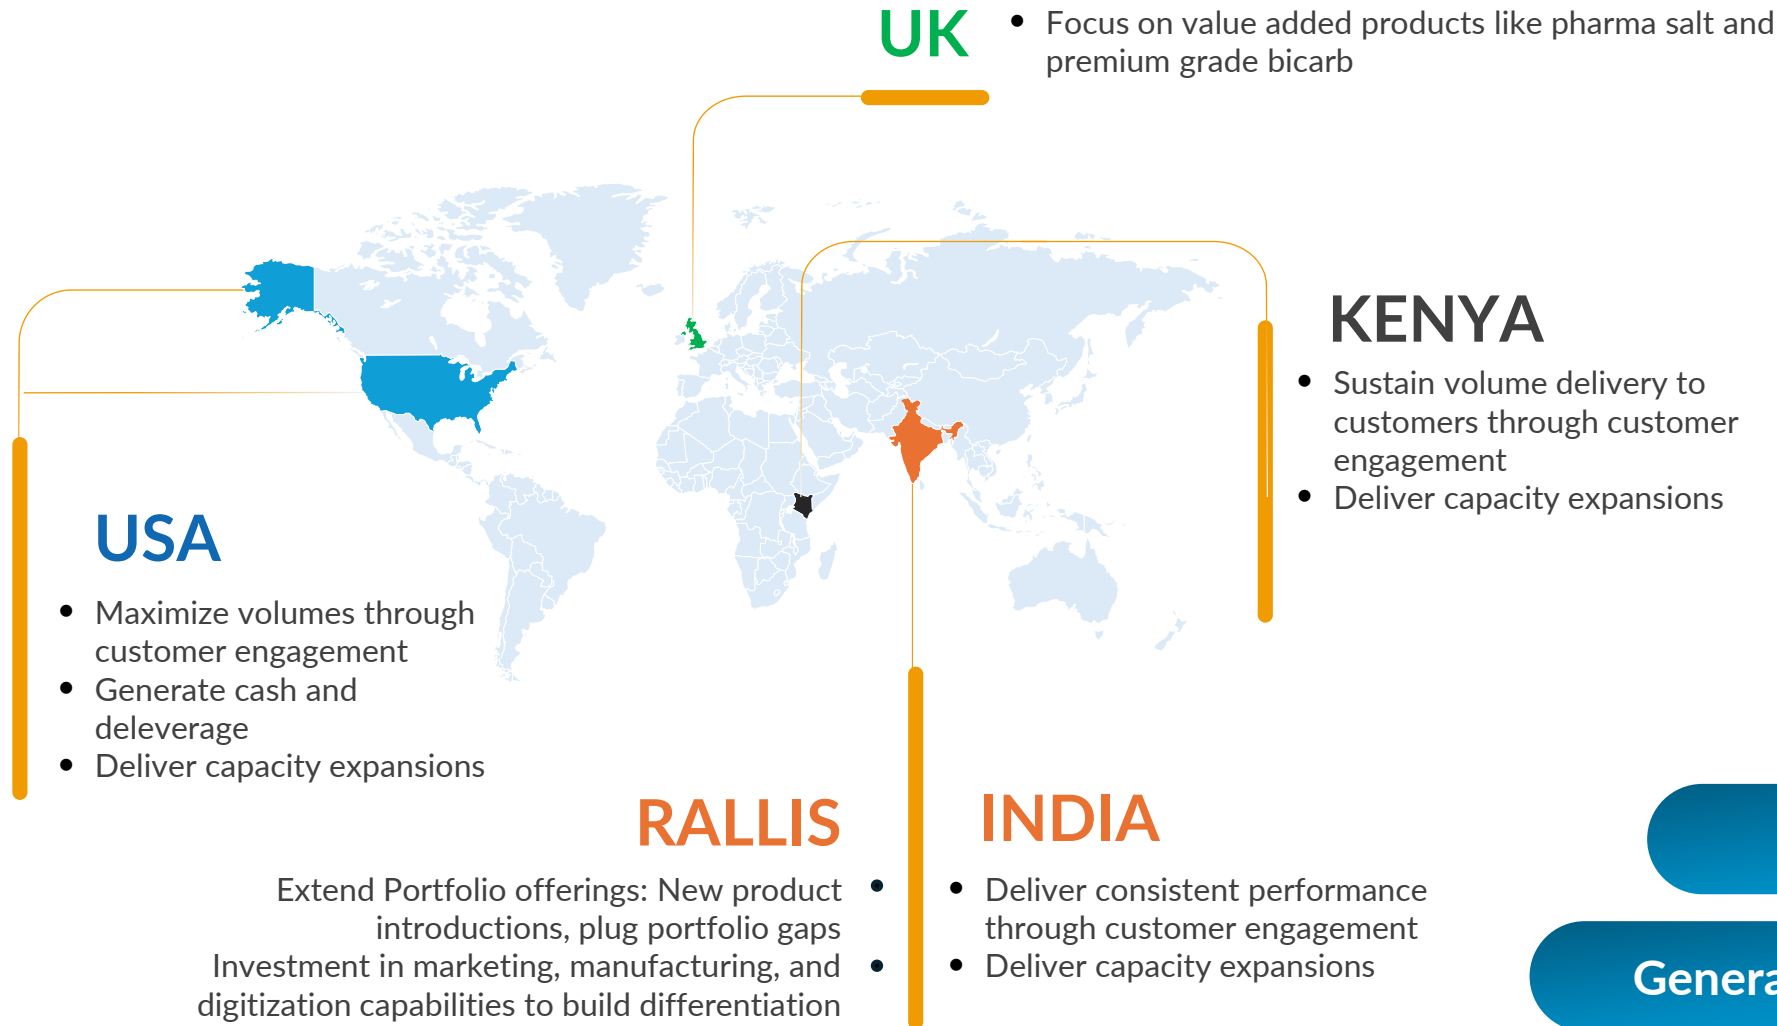 UK
• Focus on value added products like pharma salt and
premium grade bicarb
KENYA
• Sustain volume delivery to
customers through customer
engagement
• Deliver capacity expansions
USA
• Maximize volumes through
customer engagement
• Generate cash and
deleverage
• Deliver capacity expansions
RALLIS
Extend Portfolio offerings: New product •
introductions, plug portfolio gaps
Investment in marketing, manufacturing, and •
digitization capabilities to build differentiation
INDIA
• Deliver consistent performance
through customer engagement
• Deliver capacity expansions